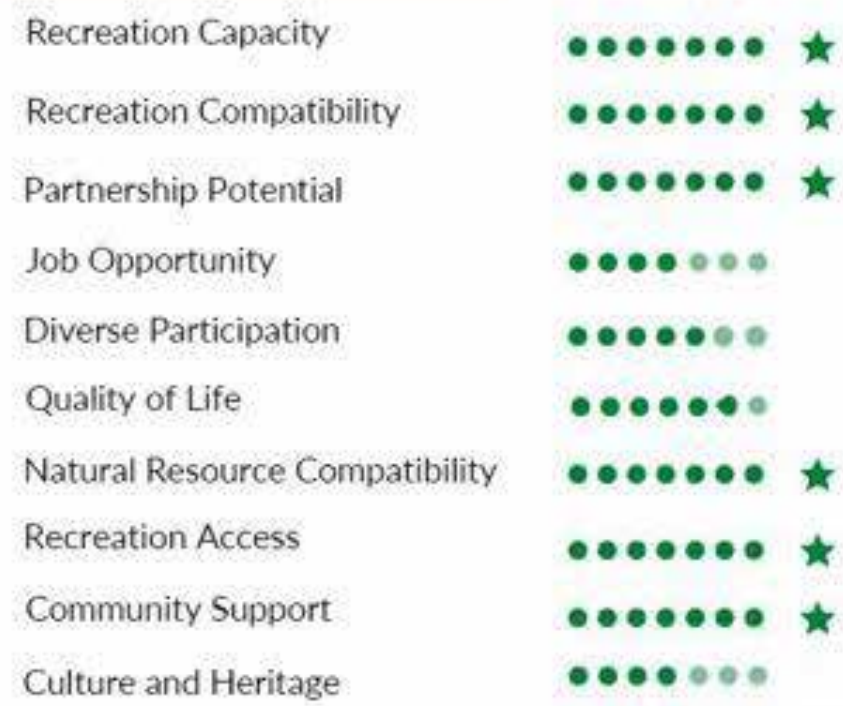 Recreation Capacity
Recreation Compatibility
Partnership Potential
Job Opportunity
Diverse Participation
Quality of Life
Natural Resource Compatibility
Recreation Access
Community Support
Culture and Heritage